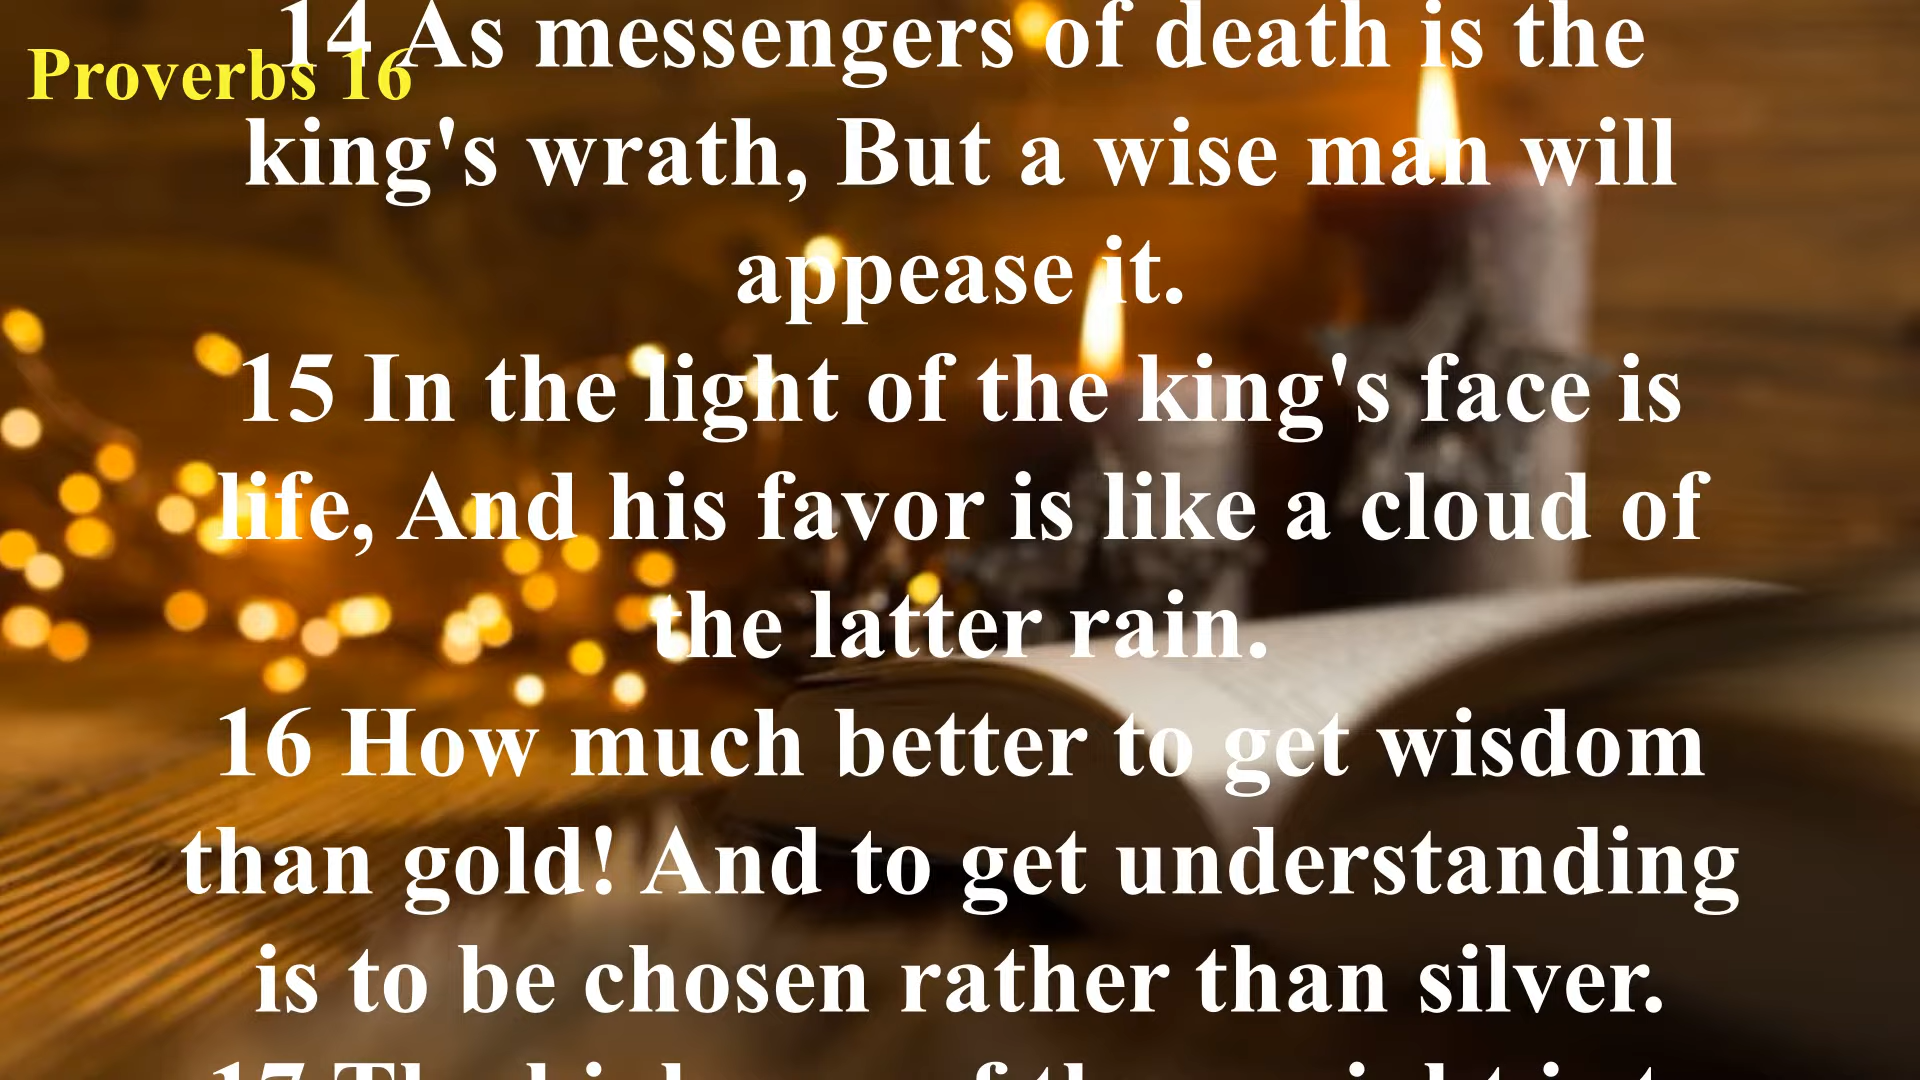 Proverbs 16
14 As messengers of death is the
king's wrath, But a wise man will
appease it.
15 In the light of the king's face is
life, And his favor is like a cloud of
the latter rain.
16 How much better to get wisdom
than gold! And to get understanding
is to be chosen rather than silver.